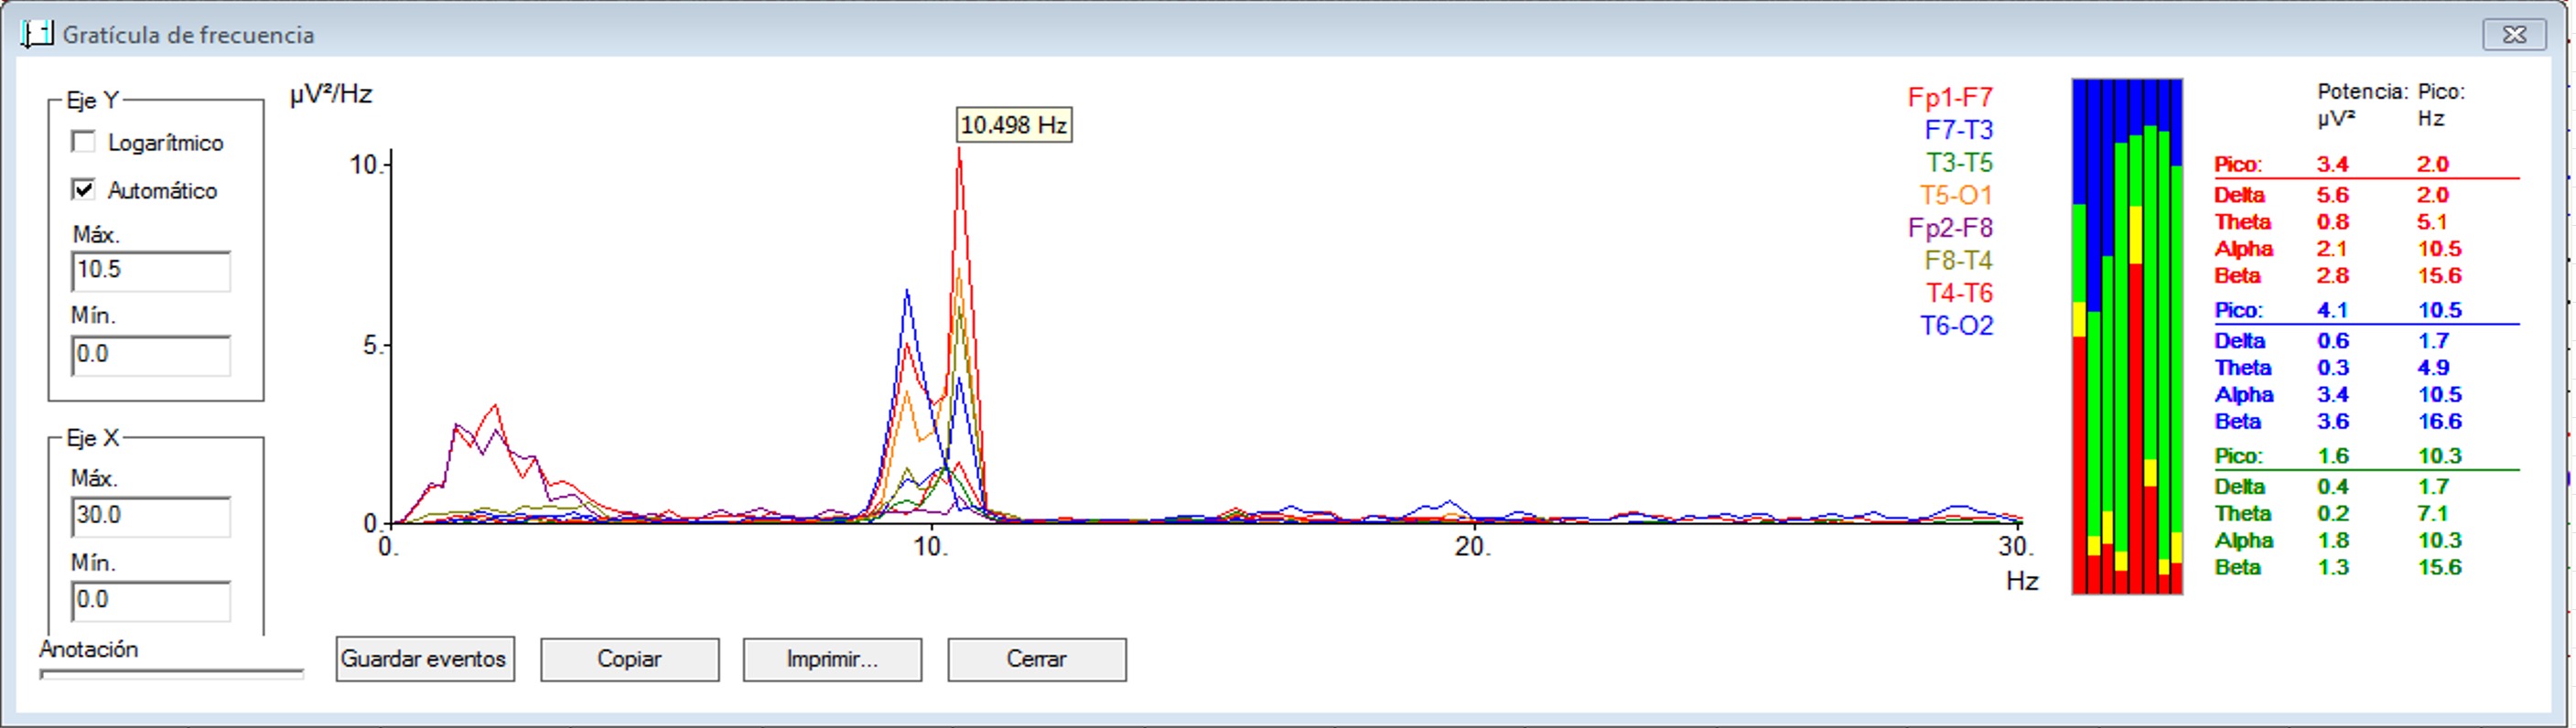 Gratícula de frecuencia
Eje Y
Logarítmico
Automático
Máx.
10.5
Mín.
0.0
Eje X
Máx.
30.0
Mín.
0.0
Anotación
µV²/Hz
10.
5.
0.
0.
10.
20.
30.
Hz
10.498 Hz
Fp1-F7
F7-T3
T3-T5
T5-O1
Fp2-F8
F8-T4
T4-T6
T6-O2
Potencia: Pico:
µV² Hz
Pico: 3.4 2.0
Delta 5.6 2.0
Theta 0.8 5.1
Alpha 2.1 10.5
Beta 2.8 15.6
Pico: 4.1 10.5
Delta 0.6 1.7
Theta 0.3 4.9
Alpha 3.4 10.5
Beta 3.6 16.6
Pico: 1.6 10.3
Delta 0.4 1.7
Theta 0.2 7.1
Alpha 1.8 10.3
Beta 1.3 15.6
Guardar eventos Copiar Imprimir... Cerrar